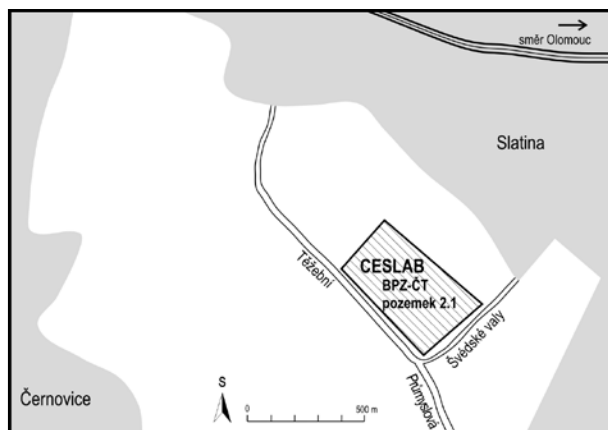 směr Olomouc
Slatina
Těžební
CESLAB
BPZ-ČT
pozemek 2.1
Švédské valy
Průmyslová
Černovice
S
0
500 m